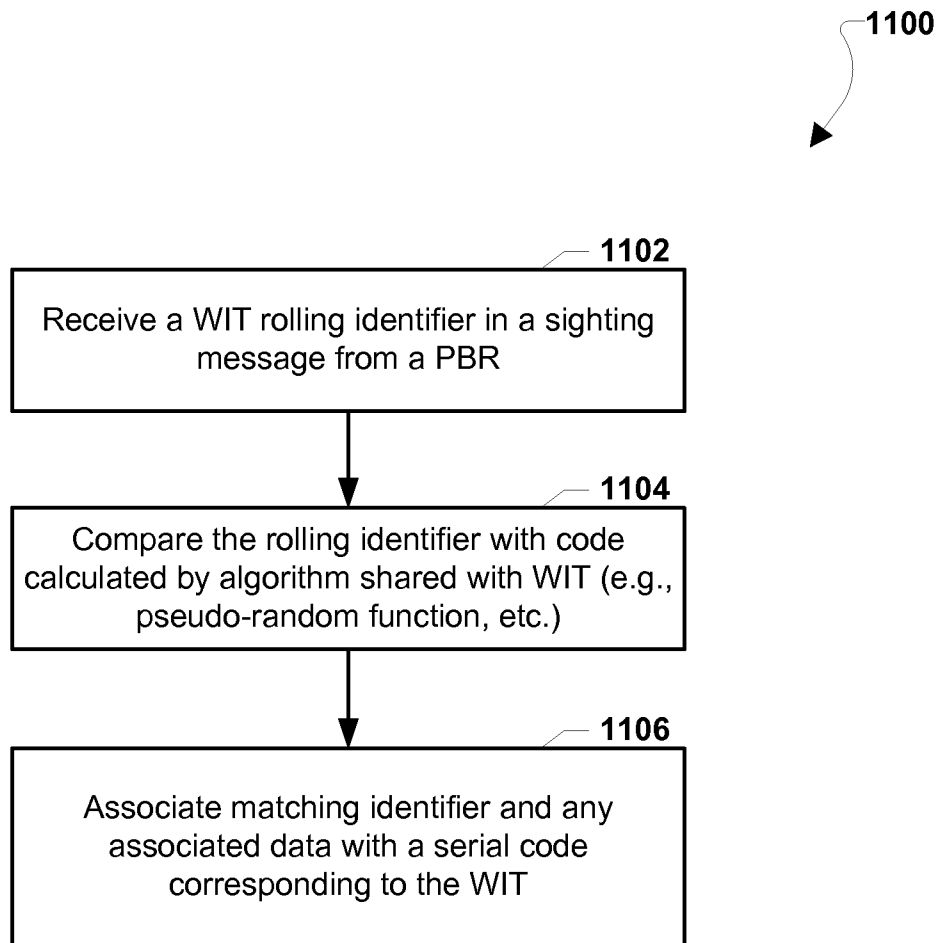 1100
1102
Receive a WIT rolling identifier in a sighting
message from a PBR
1104
Compare the rolling identifier with code
calculated by algorithm shared with WIT (e.g.,
pseudo-random function, etc.)
1106
Associate matching identifier and any
associated data with a serial code
corresponding to the WIT